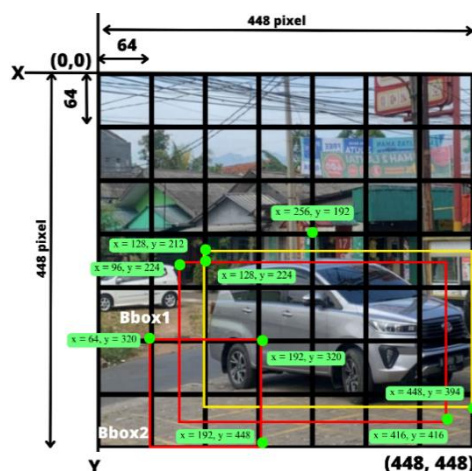 448 pixel
64
(0,0)
X
64
448 pixel
x = 256, y = 192
x = 128, y = 212
x = 96, y = 224
x = 128, y = 224
Bbox1
x = 64, y = 320
x = 192, y = 320
x = 448, y = 394
Bbox2
x = 192, y = 448
x = 416, y = 416
Y
(448, 448)